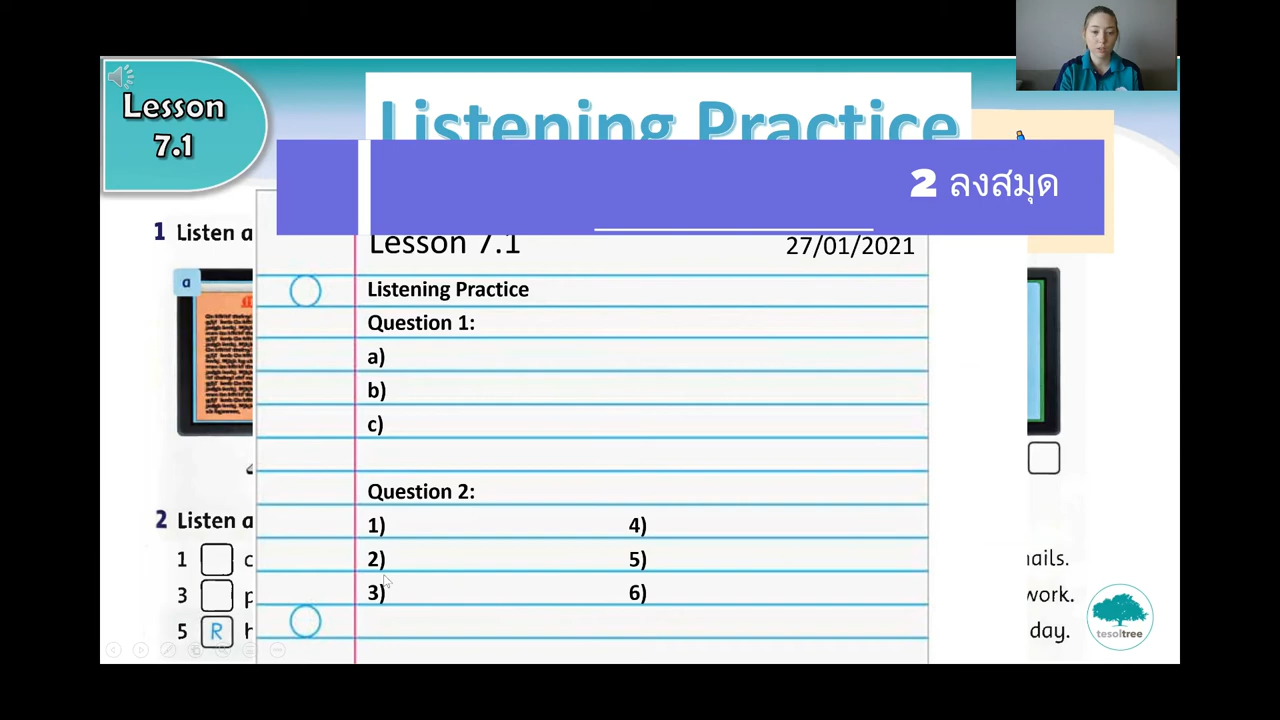 Lesson
7.1
Listening Practice
2 ลงสมุด
Lesson 7.1 27/01/2021
1 Listen a
a
Listening Practice
Question 1:
a)
b)
c)
Question 2:
1) 4)
2) 5)
3) 6)
2 Listen a
1 c
3 p
5 R h
nails.
work.
day.
tesoltree